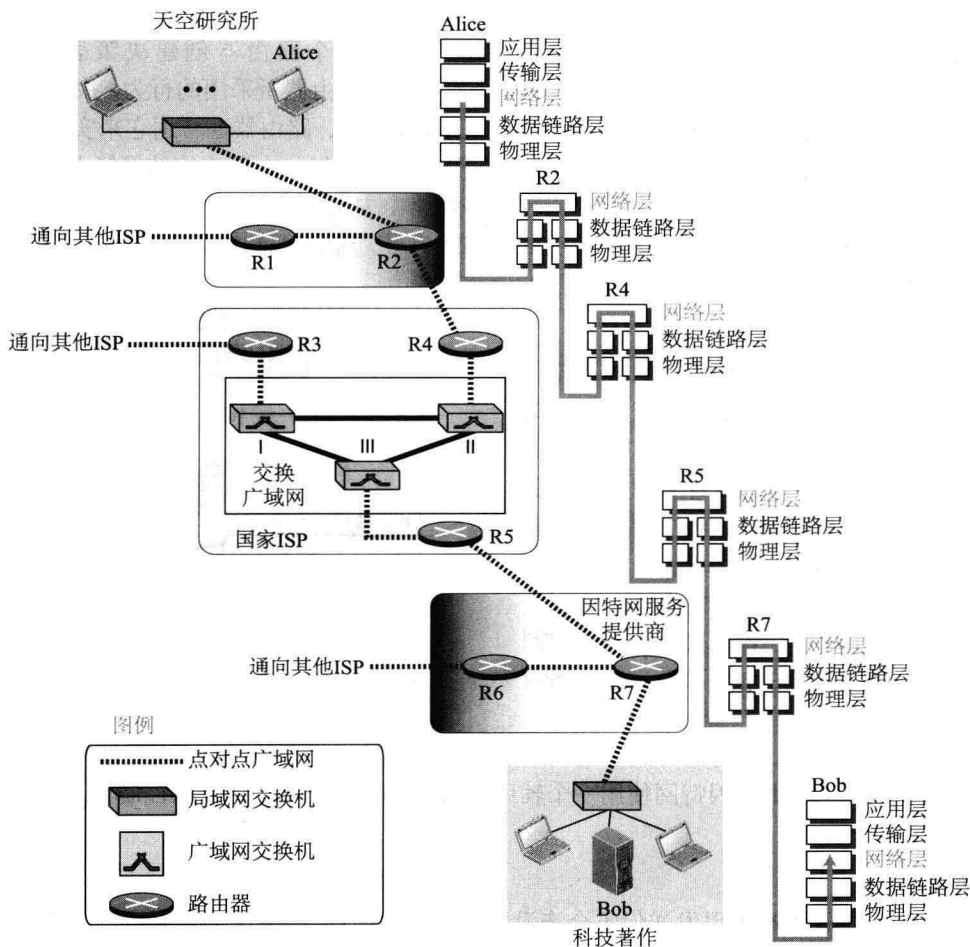 天空研究所
Alice
Alice
应用层
传输层
网络层
数据链路层
物理层
R2
网络层
数据链路层
物理层
通向其他ISP
R1
R2
R4
网络层
数据链路层
物理层
通向其他ISP
R3
R4
I
III
II
交换
广域网
国家ISP
R5
R5
网络层
数据链路层
物理层
因特网服务
提供商
通向其他ISP
R6
R7
R7
网络层
数据链路层
物理层
图例
点对点广域网
局域网交换机
广域网交换机
路由器
Bob
科技著作
Bob
应用层
传输层
网络层
数据链路层
物理层